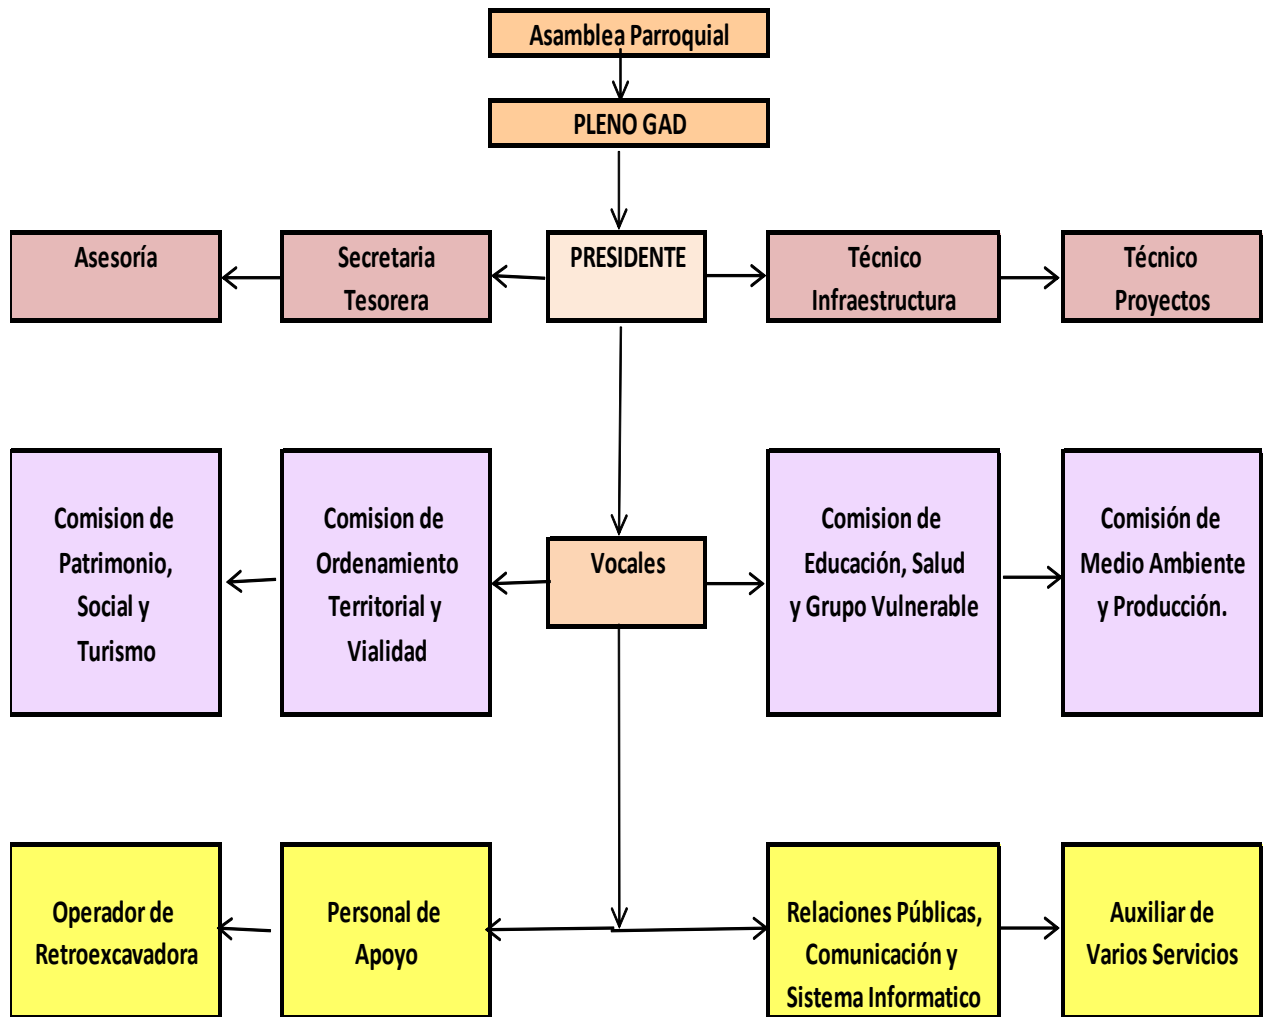 Asamblea Parroquial
PLENO GAD
Asesoría
Secretaria
Tesorera
PRESIDENTE
Técnico
Infraestructura
Técnico
Proyectos
Comision de
Patrimonio,
Social y
Turismo
Comision de
Ordenamiento
Territorial y
Vialidad
Vocales
Comision de
Educación, Salud
y Grupo Vulnerable
Comisión de
Medio Ambiente
y Producción.
Operador de
Retroexcavadora
Personal de
Apoyo
Relaciones Públicas,
Comunicación y
Sistema Informatico
Auxiliar de
Varios Servicios